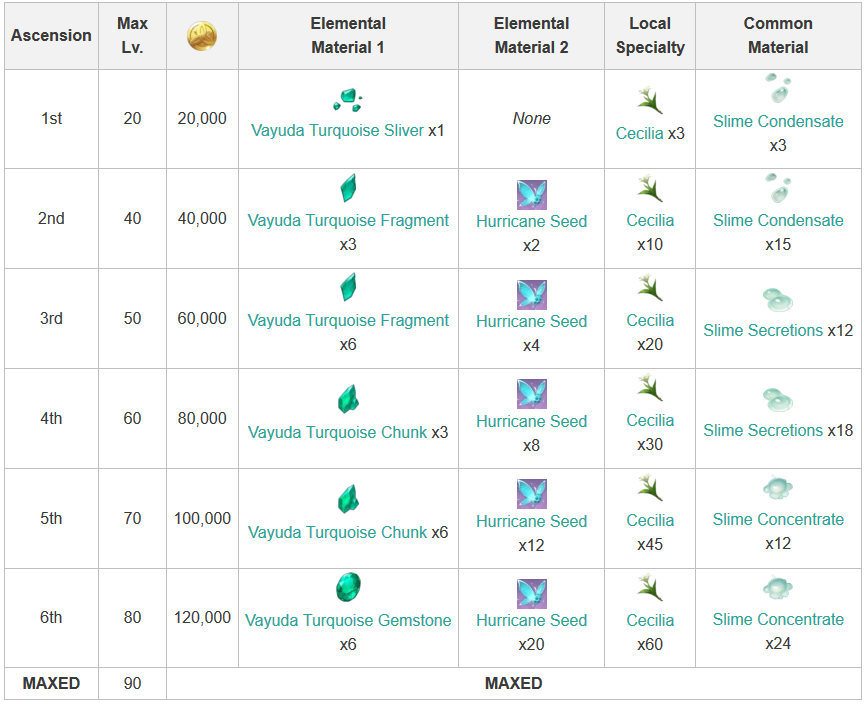 Ascension Max Lv. Elemental Material 1 Elemental Material 2 Local Specialty Common Material
1st 20 20,000 Vayuda Turquoise Sliver x1 None Cecilia x3 Slime Condensate x3
2nd 40 40,000 Vayuda Turquoise Fragment x3 Hurricane Seed x2 Cecilia x10 Slime Condensate x15
3rd 50 60,000 Vayuda Turquoise Fragment x6 Hurricane Seed x4 Cecilia x20 Slime Secretions x12
4th 60 80,000 Vayuda Turquoise Chunk x3 Hurricane Seed x8 Cecilia x30 Slime Secretions x18
5th 70 100,000 Vayuda Turquoise Chunk x6 Hurricane Seed x12 Cecilia x45 Slime Concentrate x12
6th 80 120,000 Vayuda Turquoise Gemstone x6 Hurricane Seed x20 Cecilia x60 Slime Concentrate x24
MAXED 90 MAXED